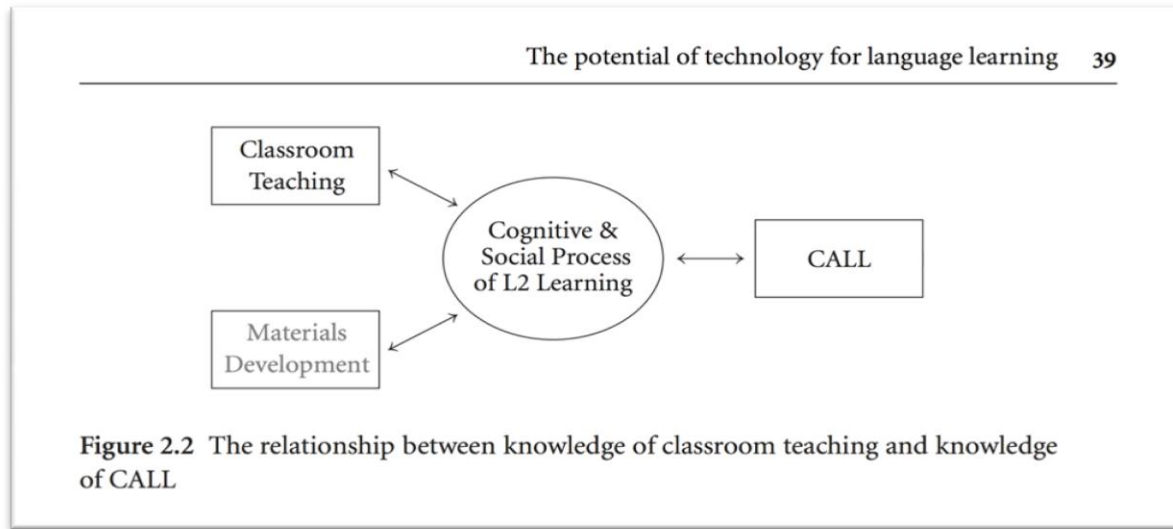 The potential of technology for language learning 39
Classroom
Teaching
Cognitive &
Social Process
of L2 Learning
CALL
Materials
Development
Figure 2.2 The relationship between knowledge of classroom teaching and knowledge
of CALL